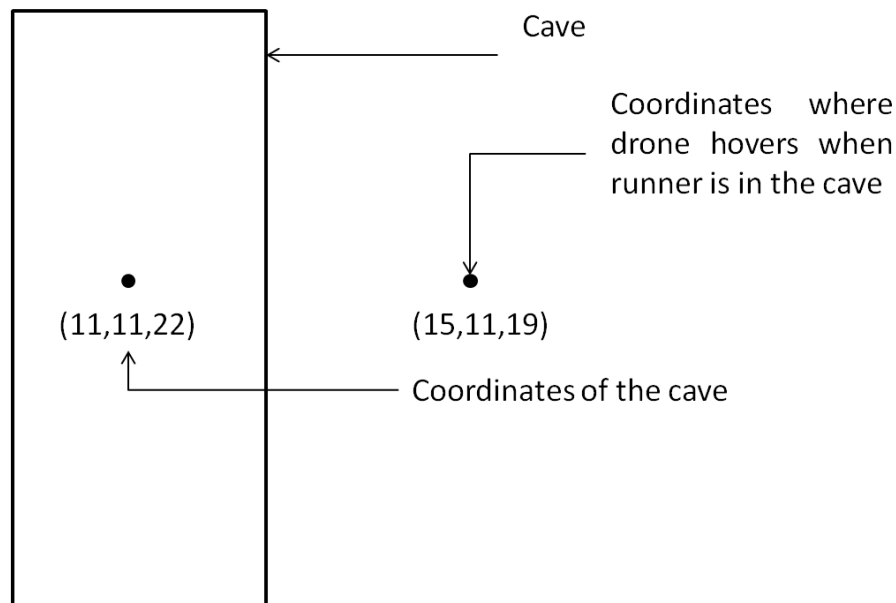 Cave
Coordinates where
drone hovers when
runner is in the cave
(11,11,22)
(15,11,19)
Coordinates of the cave